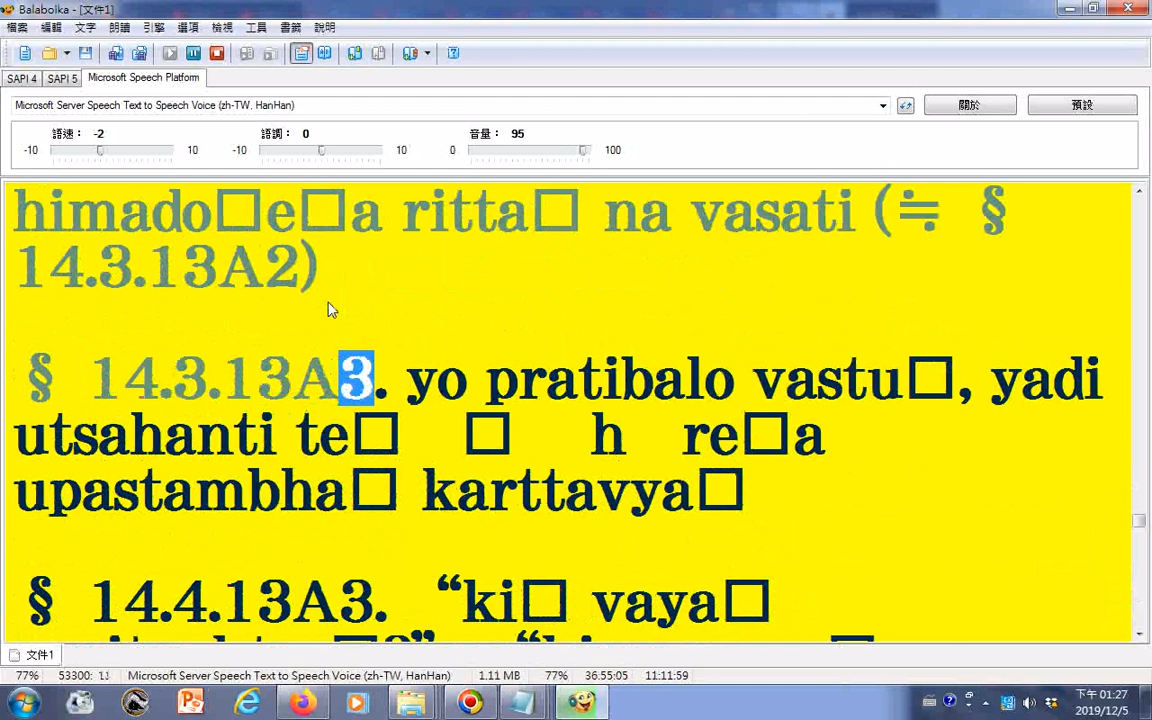 Balabolka - [文件1]
檔案 編輯 文字 朗讀 引擎 選項 檢視 工具 書籤 說明
SAPI 4 SAPI 5 Microsoft Speech Platform
Microsoft Server Speech Text to Speech Voice (zh-TW, HanHan) 關於 預設
語速： -2 語調： 0 音量： 95
-10 10 -10 10 0 100
himado□e□a ritta□ na vasati (≒ §
14.3.13A2)
§ 14.3.13A3. yo pratibalo vastu□, yadi
utsahanti te□ □ h re□a
upastambha□ karttavya□
§ 14.4.13A3. “ki□ vaya□
文件1
77% 53300: 11 Microsoft Server Speech Text to Speech Voice (zh-TW, HanHan) 1.11 MB 77% 36:55:05 11:11:59
下午 01:27
2019/12/5